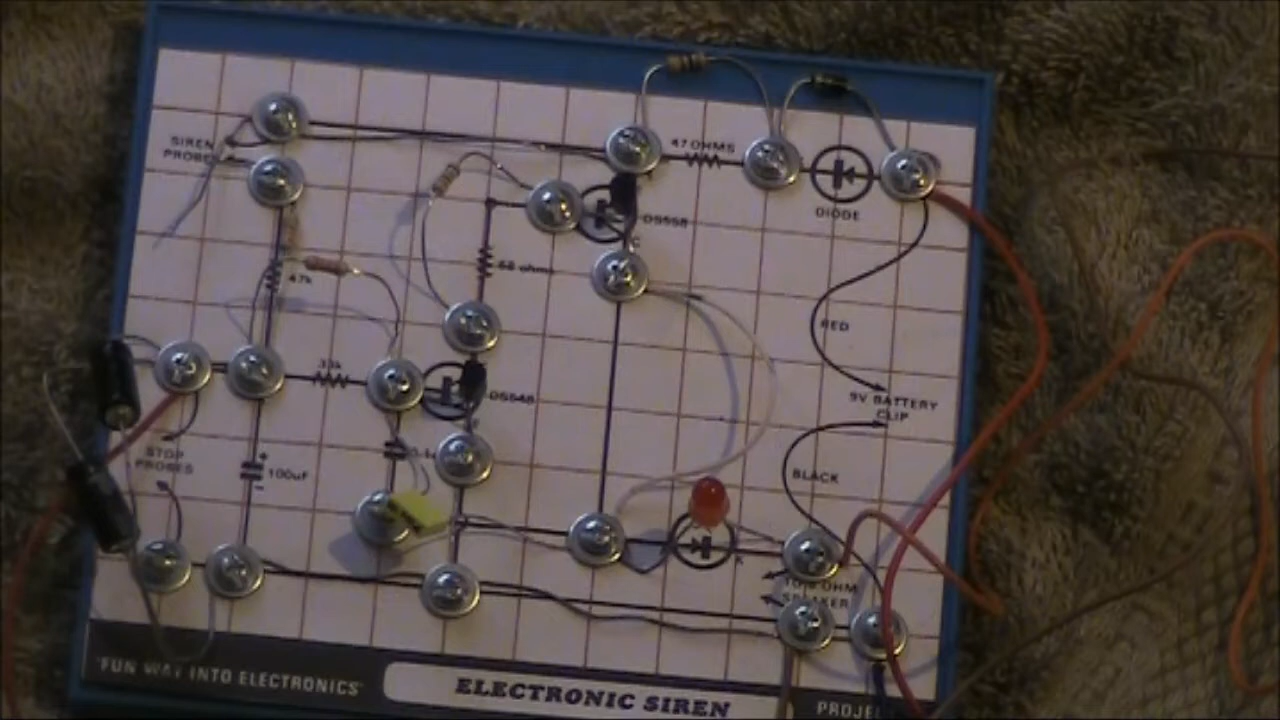 SIREN
PROBES
47 OHMS
DIODE
DS558
68 ohms
47k
RED
33k
DS548
9V BATTERY
CLIP
STOP
PROBES
+
100uF
-
BLACK
OHM
SPEAKER
'FUN WAY INTO ELECTRONICS'
ELECTRONIC SIREN